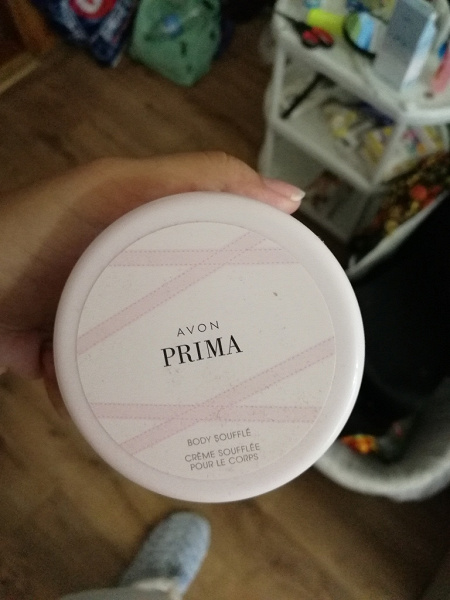 AVON
PRIMA
BODY SOUFFLÉ
CRÈME SOUFFLÉE
POUR LE CORPS